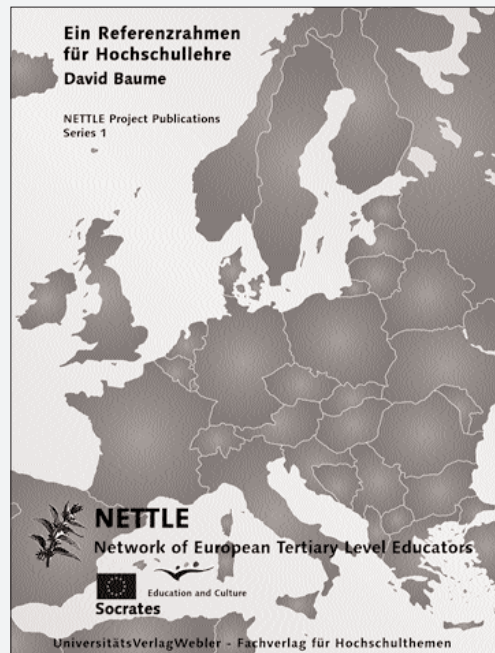 Ein Referenzrahmen
für Hochschullehre
David Baume
NETTLE Project Publications
Series 1
NETTLE
Network of European Tertiary Level Educators
Education and Culture
Socrates
UniversitätsVerlagWebler - Fachverlag für Hochschulthemen